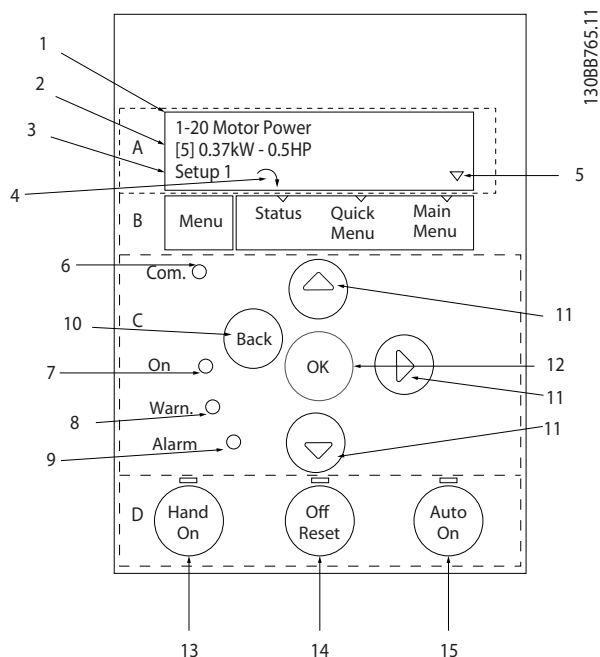 130BB765.11
1
2
3
4
A
1-20 Motor Power
[5] 0.37kW - 0.5HP
Setup 1
5
B
Menu
Status
Quick
Menu
Main
Menu
6
Com.
11
10
C
Back
OK
12
7
On
11
8
Warn.
11
9
Alarm
D
Hand
On
Off
Reset
Auto
On
13
14
15